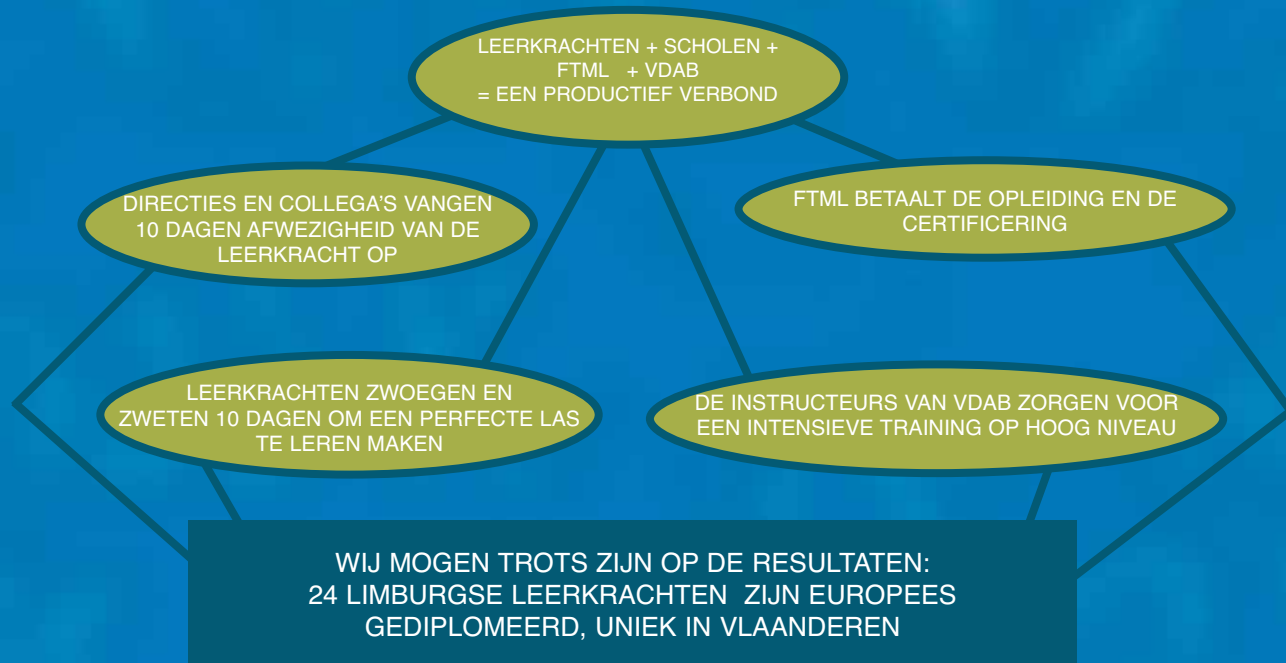 LEERKRACHTEN + SCHOLEN +
FTML + VDAB
= EEN PRODUCTIEF VERBOND
DIRECTIES EN COLLEGA'S VANGEN
10 DAGEN AFWEZIGHEID VAN DE
LEERKRACHT OP
FTML BETAALT DE OPLEIDING EN DE
CERTIFICERING
LEERKRACHTEN ZWOEGEN EN
ZWETEN 10 DAGEN OM EEN PERFECTE LAS
TE LEREN MAKEN
DE INSTRUCTEURS VAN VDAB ZORGEN VOOR
EEN INTENSIEVE TRAINING OP HOOG NIVEAU
WIJ MOGEN TROTS ZIJN OP DE RESULTATEN:
24 LIMBURGSE LEERKRACHTEN ZIJN EUROPEES
GEDIPLOMEERD, UNIEK IN VLAANDEREN